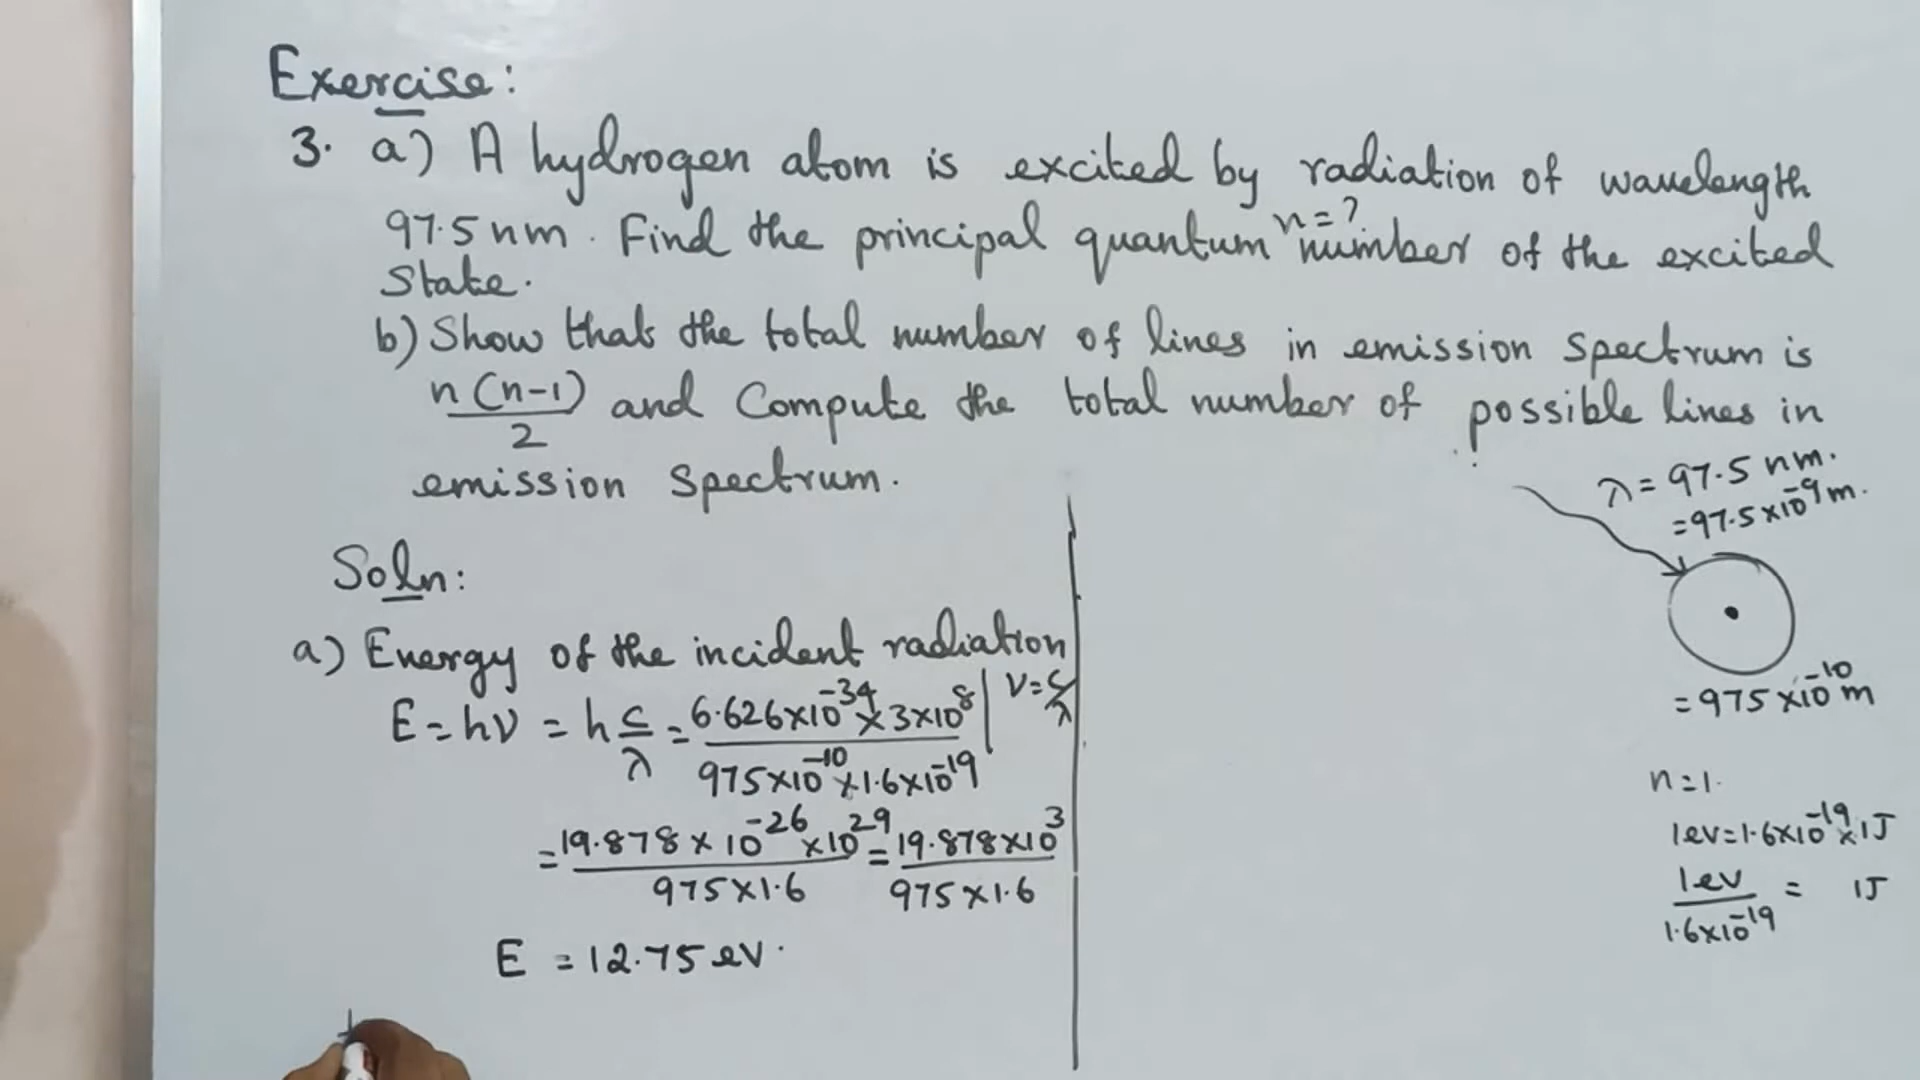 Exercise:
3. a) A hydrogen atom is excited by radiation of wavelength
97.5 nm. Find the principal quantum number of the excited
n=?
State.
b) Show that the total number of lines in emission spectrum is
n(n-1)/2 and Compute the total number of possible lines in
emission spectrum.
λ = 97.5 nm.
= 97.5×10⁻⁹ m.
= 975×10⁻¹⁰ m
n=1.
1ev=1.6×10⁻¹⁹×1J
1ev/1.6×10⁻¹⁹ = 1J
Soln:
a) Energy of the incident radiation
E = hν = h c/λ = 6.626×10⁻³⁴×3×10⁸/975×10⁻¹⁰×1.6×10⁻¹⁹ | ν=c/λ
= 19.878×10⁻²⁶×10²⁹/975×1.6 = 19.878×10³/975×1.6
E = 12.75 eV.